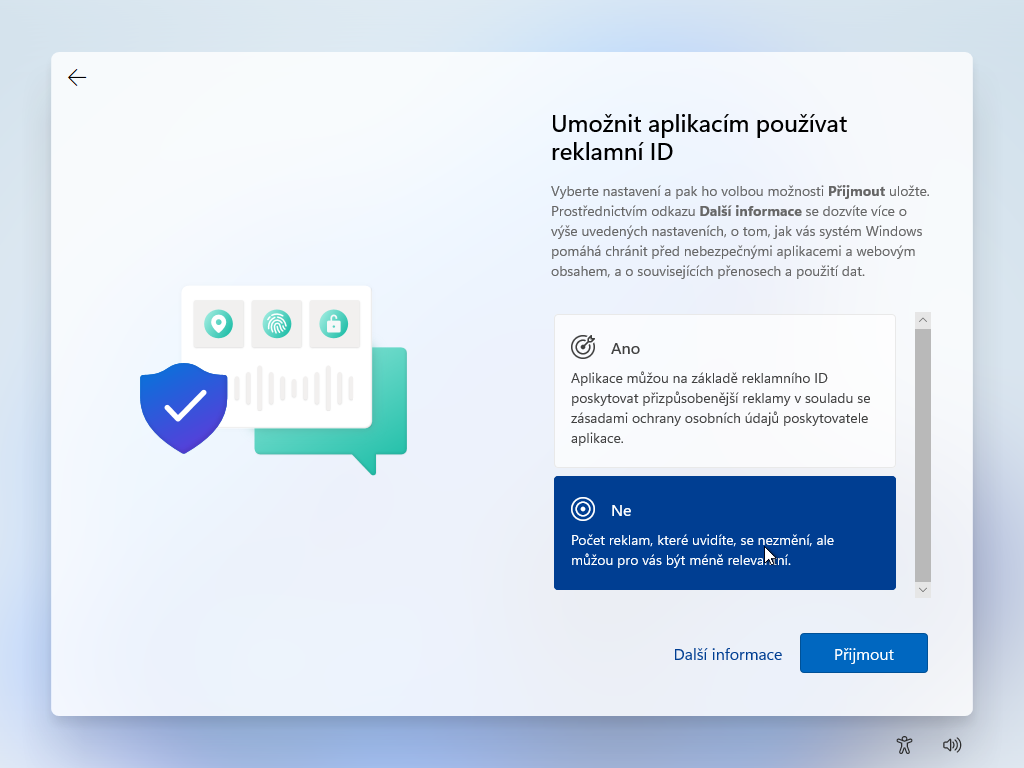 Umožnit aplikacím používat
reklamní ID
Vyberte nastavení a pak ho volbou možnosti Přijmout uložte.
Prostřednictvím odkazu Další informace se dozvíte více o
výše uvedených nastaveních, o tom, jak vás systém Windows
pomáhá chránit před nebezpečnými aplikacemi a webovým
obsahem, a o souvisejících přenosech a použití dat.
Ano
Aplikace můžou na základě reklamního ID
poskytovat přizpůsobenější reklamy v souladu se
zásadami ochrany osobních údajů poskytovatele
aplikace.
Ne
Počet reklam, které uvidíte, se nezmění, ale
můžou pro vás být méně relevantní.
Další informace
Přijmout